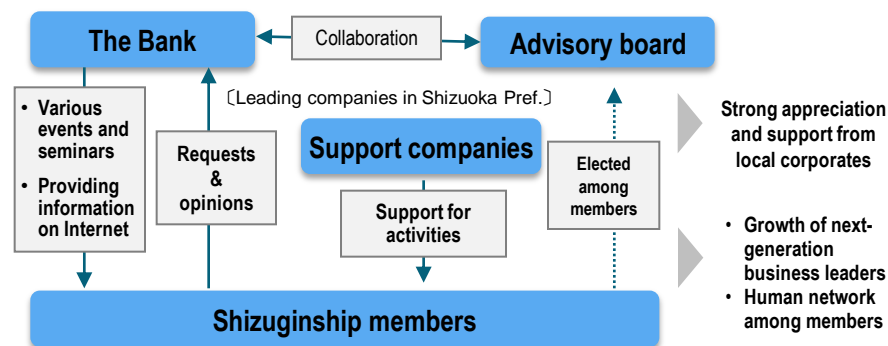 The Bank
Collaboration
Advisory board
• Various
events and
seminars
• Providing
information
on Internet
Requests
&
opinions
〔Leading companies in Shizuoka Pref.〕
Support companies
Support for
activities
Elected
among
members
Shizuginship members
Strong appreciation
and support from
local corporates
• Growth of next-
generation
business leaders
• Human network
among members